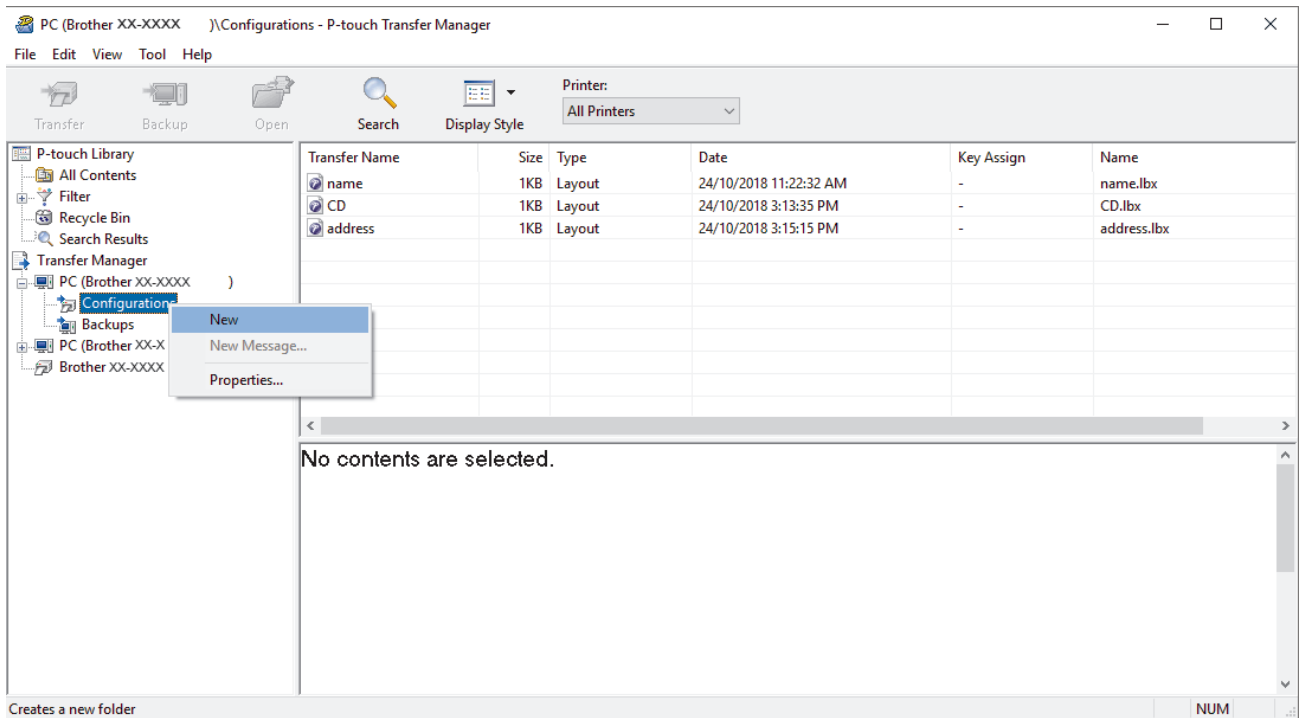 PC (Brother XX-XXXX )\Configurations - P-touch Transfer Manager
File Edit View Tool Help
Transfer Backup Open Search Display Style
Printer:
All Printers
P-touch Library
All Contents
Filter
Recycle Bin
Search Results
Transfer Manager
PC (Brother XX-XXXX )
Configurations
Backups
PC (Brother XX-X
Brother XX-XXXX
New
New Message...
Properties...
Transfer Name Size Type Date Key Assign Name
name 1KB Layout 24/10/2018 11:22:32 AM - name.lbx
CD 1KB Layout 24/10/2018 3:13:35 PM - CD.lbx
address 1KB Layout 24/10/2018 3:15:15 PM - address.lbx
No contents are selected.
Creates a new folder
NUM